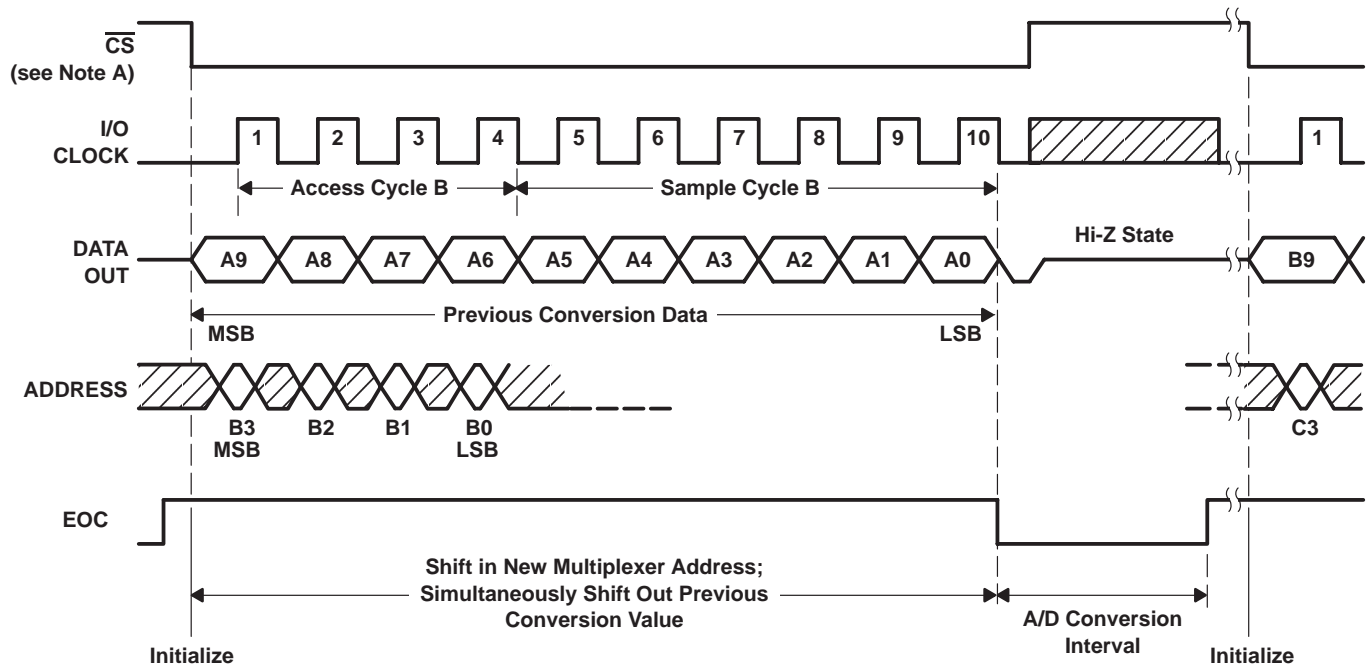 CS
(see Note A)
I/O
CLOCK
1 2 3 4 5 6 7 8 9 10 1
Access Cycle B Sample Cycle B
DATA
OUT
A9 A8 A7 A6 A5 A4 A3 A2 A1 A0 Hi-Z State B9
Previous Conversion Data
MSB LSB
ADDRESS
B3 B2 B1 B0 C3
MSB LSB
EOC
Shift in New Multiplexer Address;
Simultaneously Shift Out Previous
Conversion Value
A/D Conversion
Interval
Initialize Initialize